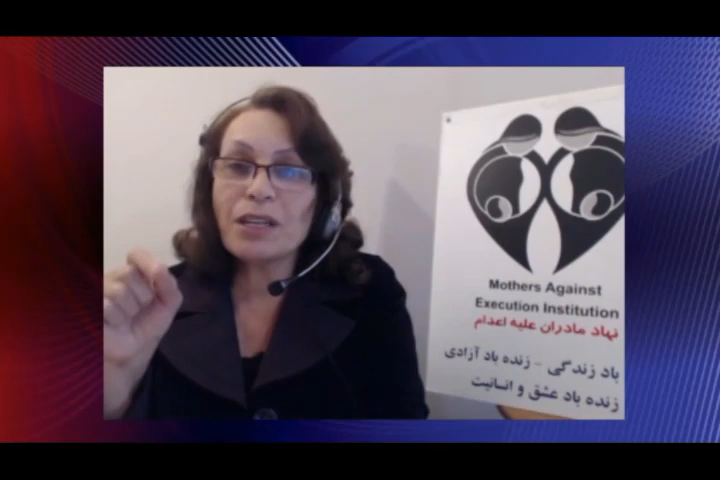 Mothers Against
Execution Institution
نهاد مادران علیه اعدام
باد زندگی - زنده باد آزادی
زنده باد عشق و انسانیت